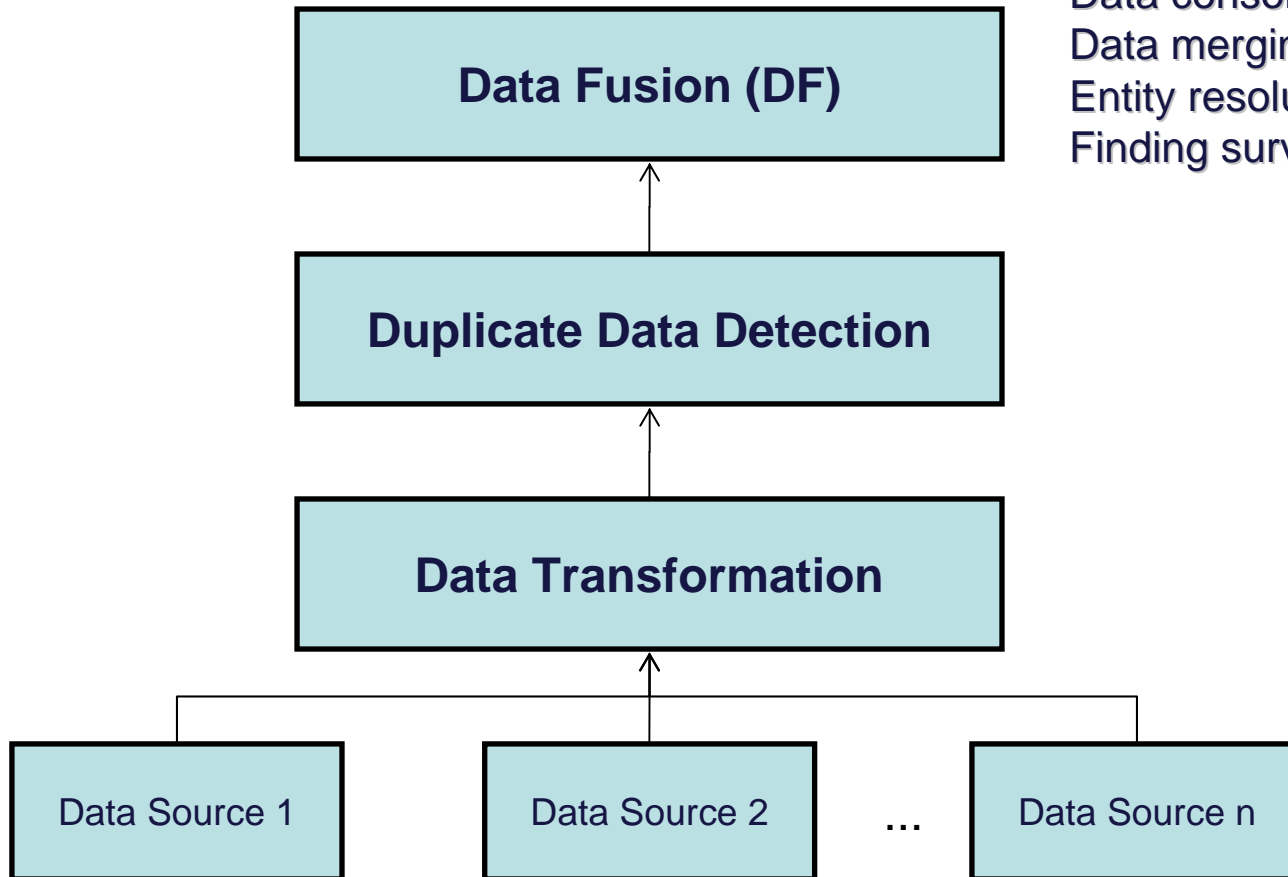 Data
Data Fusion (DF)
Data
Entity
Finding
Duplicate Data Detection
Data Transformation
Data Source 1
Data Source 2
...
Data Source n